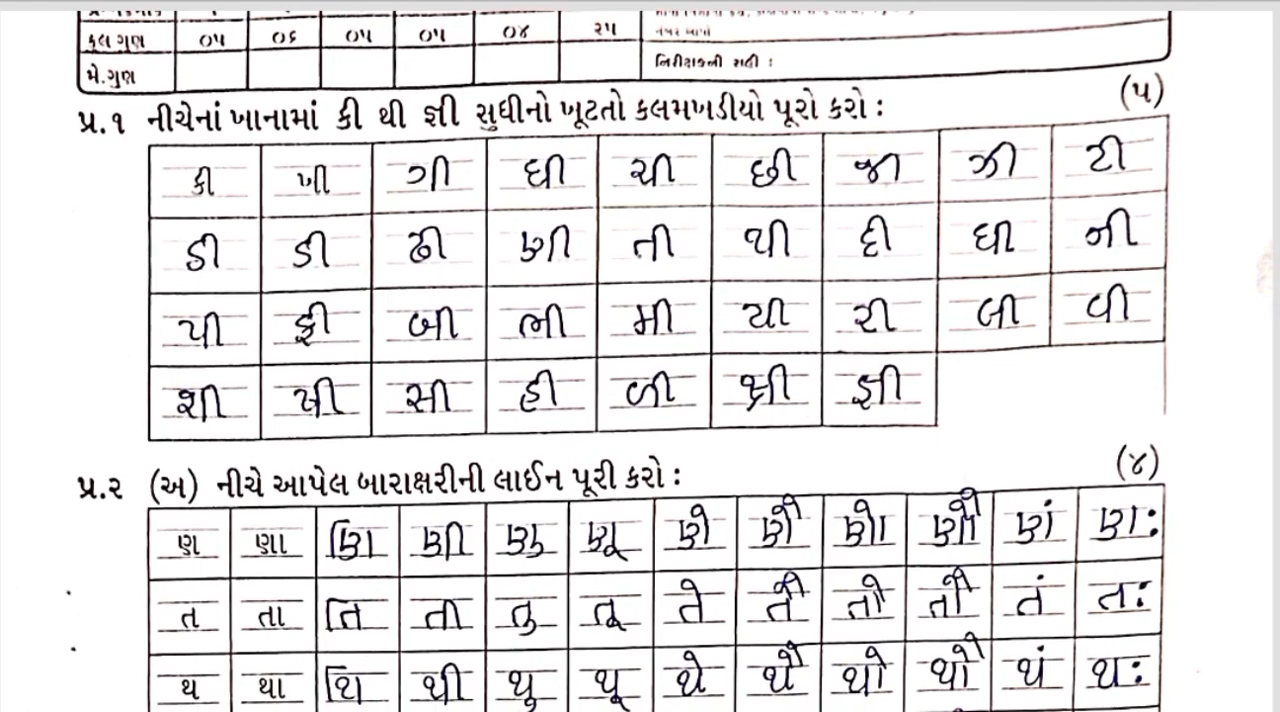 કુલ ગુણ ૦૫ ૦૬ ૦૫ ૦૫ ૦૪ ૨૫
મે.ગુણ નિરીક્ષકની સહી :
પ્ર.૧ નીચેનાં ખાનામાં કી થી જ્ઞી સુધીનો ખૂટતો કલમખડીયો પૂરો કરો : (૫)
કી ખી ગી ઘી ચી છી જી ઝી ટી
ઠી ડી ઢી ણી તી થી દી ધી ની
પી ફી બી ભી મી યી રી લી વી
શી ષી સી હી ળી ક્ષી જ્ઞી
પ્ર.૨ (અ) નીચે આપેલ બારાક્ષરીની લાઈન પૂરી કરો : (૪)
ણ ણા ણિ ણી ણુ ણૂ ણે ણૈ ણો ણૌ ણં ણઃ
ત તા તિ તી તુ તૂ તે તૈ તો તૌ તં તઃ
થ થા થિ થી થુ થૂ થે થૈ થો થૌ થં થઃ